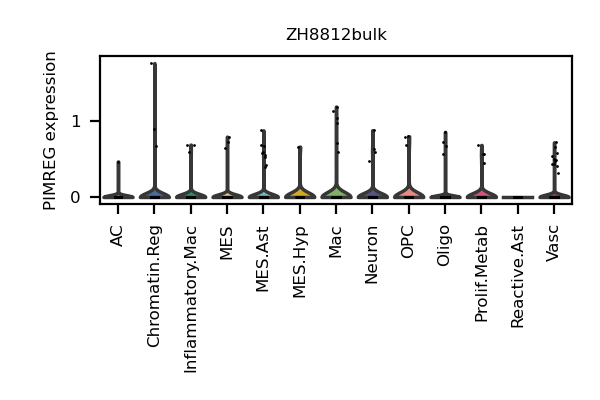 ZH8812bulk
PIMREG expression
1
0
AC
Chromatin.Reg
Inflammatory.Mac
MES
MES.Ast
MES.Hyp
Mac
Neuron
OPC
Oligo
Prolif.Metab
Reactive.Ast
Vasc